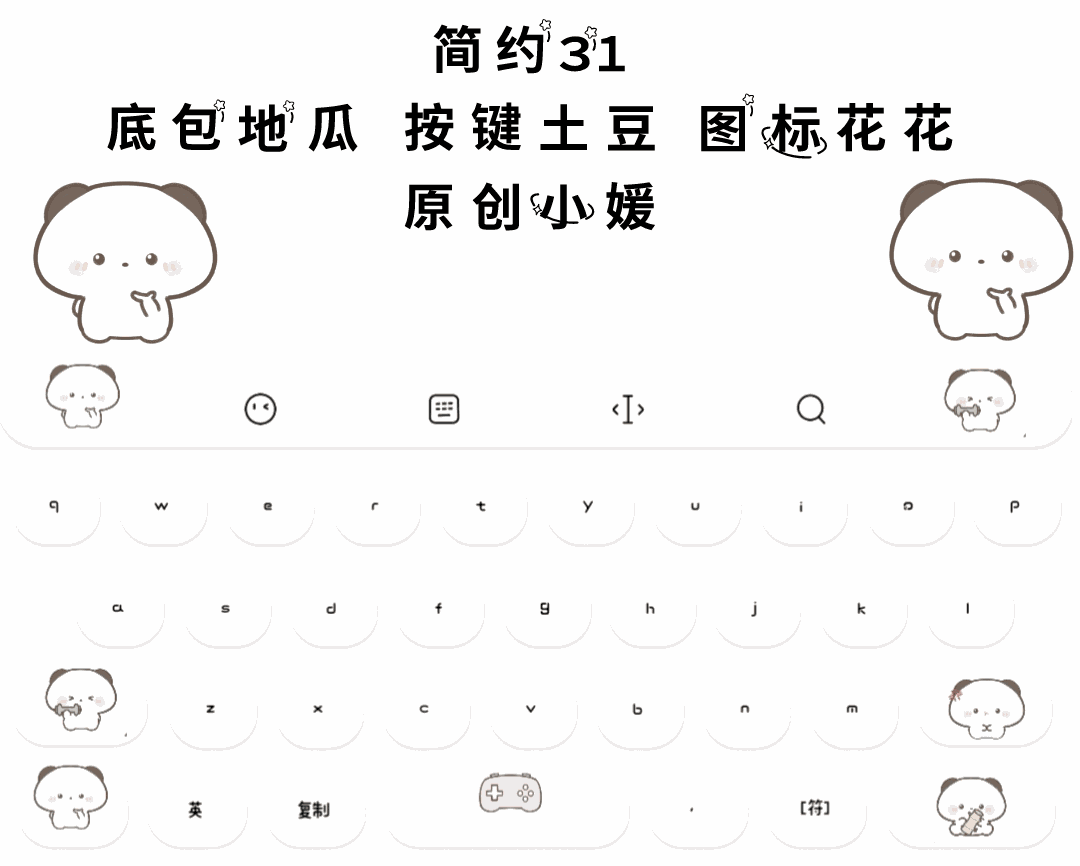 简约31
底包地瓜 按键土豆 图标花花
原创小媛
q w e r t y u i o p
a s d f g h j k l
z x c v b n m
英 复制 , [符]